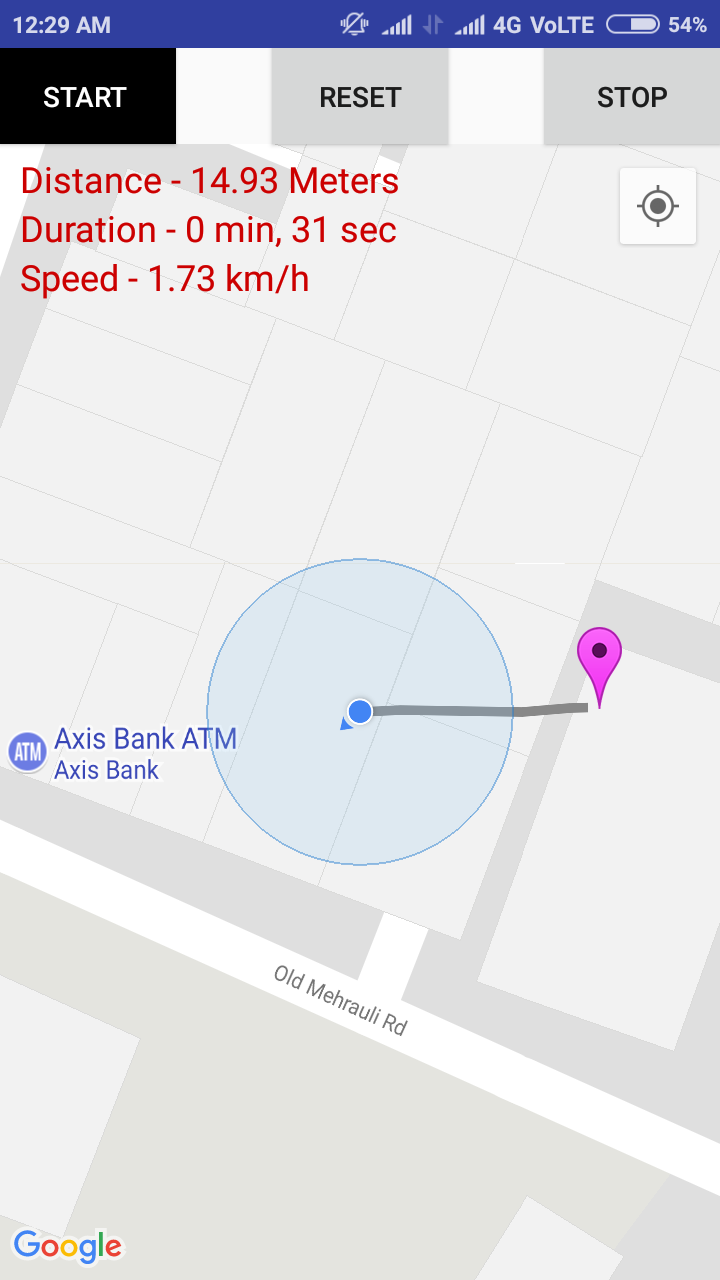 12:29 AM 4G VoLTE 54%
START RESET STOP
Distance - 14.93 Meters
Duration - 0 min, 31 sec
Speed - 1.73 km/h
ATM Axis Bank ATM
Axis Bank
Old Mehrauli Rd
Google